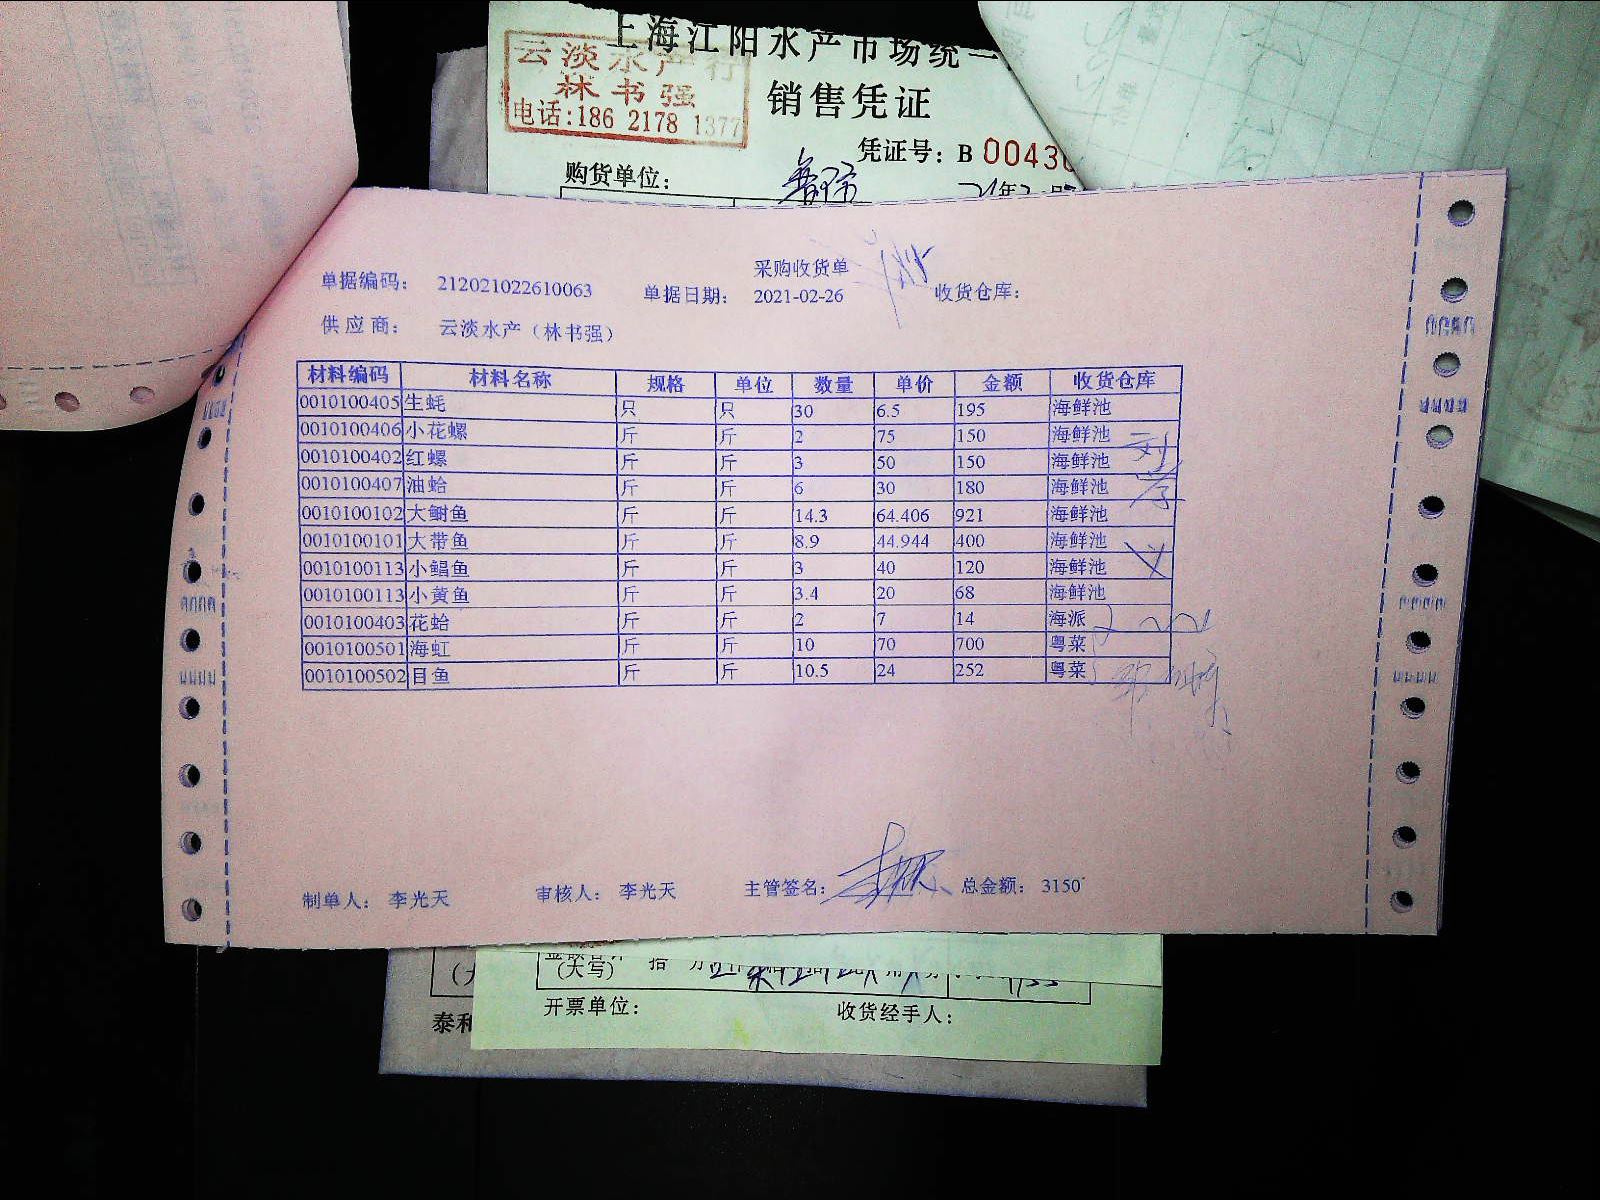 上海江阳水产市场统一
云淡水产行
林书强
电话:186 2178 1377
销售凭证
凭证号: B 0043
购货单位:
采购收货单
单据编码: 212021022610063 单据日期: 2021-02-26 收货仓库:
供应商: 云淡水产（林书强）
材料编码 材料名称 规格 单位 数量 单价 金额 收货仓库
0010100405 生蚝 只 只 30 6.5 195 海鲜池
0010100406 小花螺 斤 斤 2 75 150 海鲜池
0010100402 红螺 斤 斤 3 50 150 海鲜池
0010100407 油蛤 斤 斤 6 30 180 海鲜池
0010100102 大鲥鱼 斤 斤 14.3 64.406 921 海鲜池
0010100101 大带鱼 斤 斤 8.9 44.944 400 海鲜池
0010100113 小鲳鱼 斤 斤 3 40 120 海鲜池
0010100113 小黄鱼 斤 斤 3.4 20 68 海鲜池
0010100403 花蛤 斤 斤 2 7 14 海派
0010100501 海虹 斤 斤 10 70 700 粤菜
0010100502 目鱼 斤 斤 10.5 24 252 粤菜
制单人: 李光天 审核人: 李光天 主管签名: 总金额: 3150
(大写) 拾
开票单位: 收货经手人:
泰和